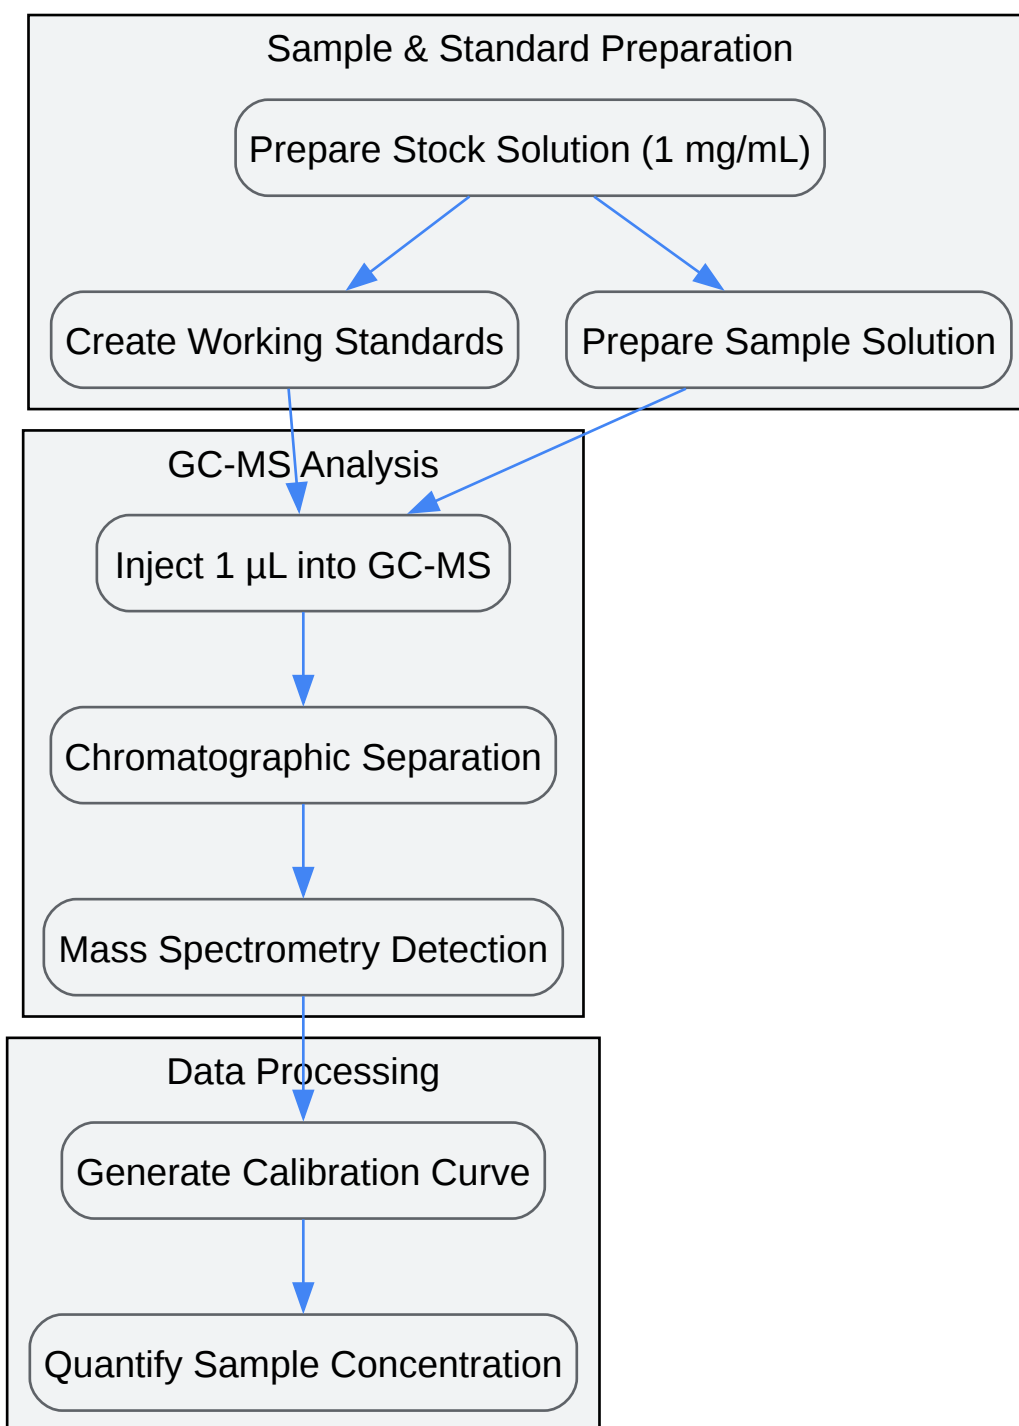 Sample & Standard Preparation
Prepare Stock Solution (1 mg/mL)
Create Working Standards
Prepare Sample Solution
GC-MS Analysis
Inject 1 µL into GC-MS
Chromatographic Separation
Mass Spectrometry Detection
Data Processing
Generate Calibration Curve
Quantify Sample Concentration